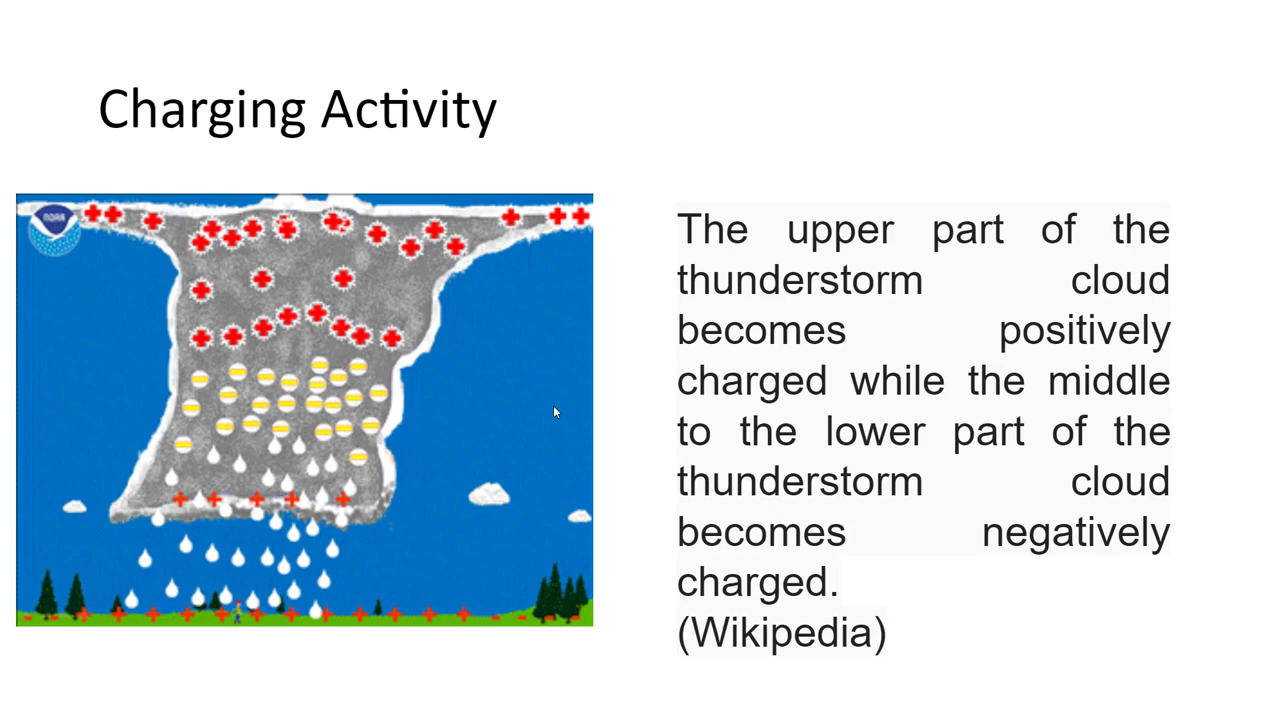 Charging Activity
NOAA
The upper part of the
thunderstorm cloud
becomes positively
charged while the middle
to the lower part of the
thunderstorm cloud
becomes negatively
charged.
(Wikipedia)